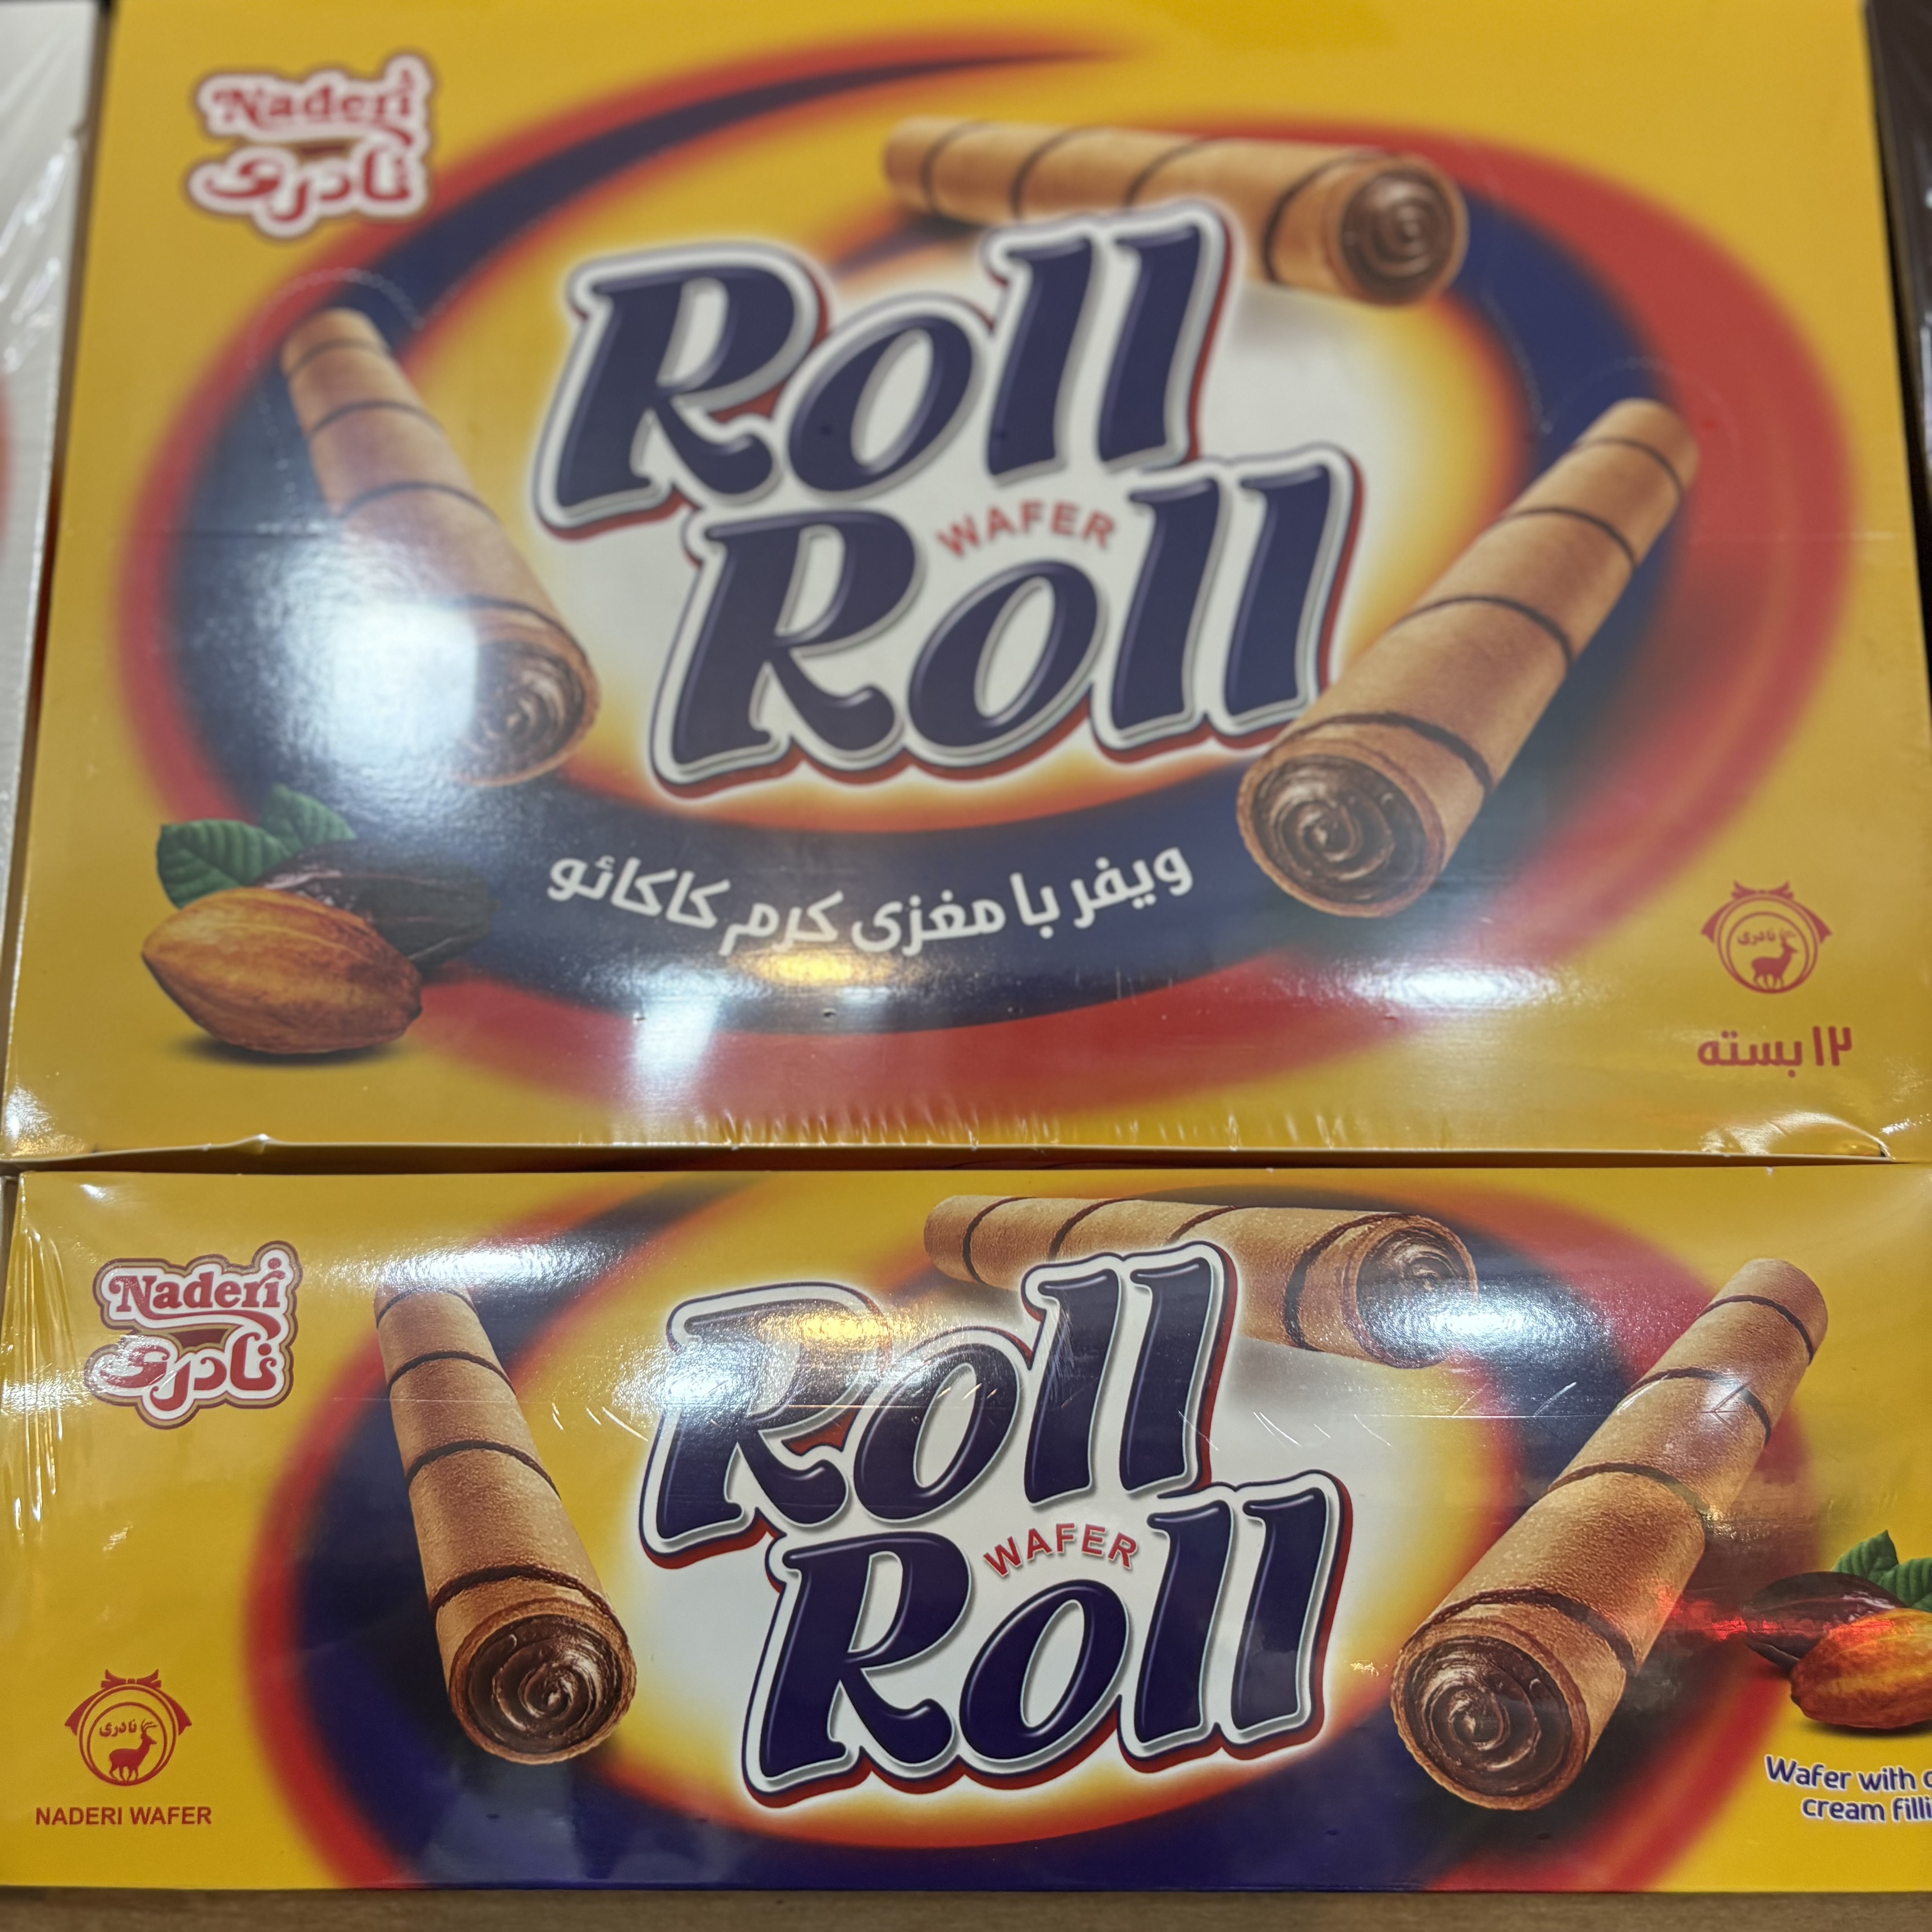 Naderi
نادری
Roll
WAFER
Roll
ویفر با مغزی کرم کاکائو
نادری
۱۲ بسته
Naderi
نادری
Roll
WAFER
Roll
نادری
NADERI WAFER
Wafer with
cream